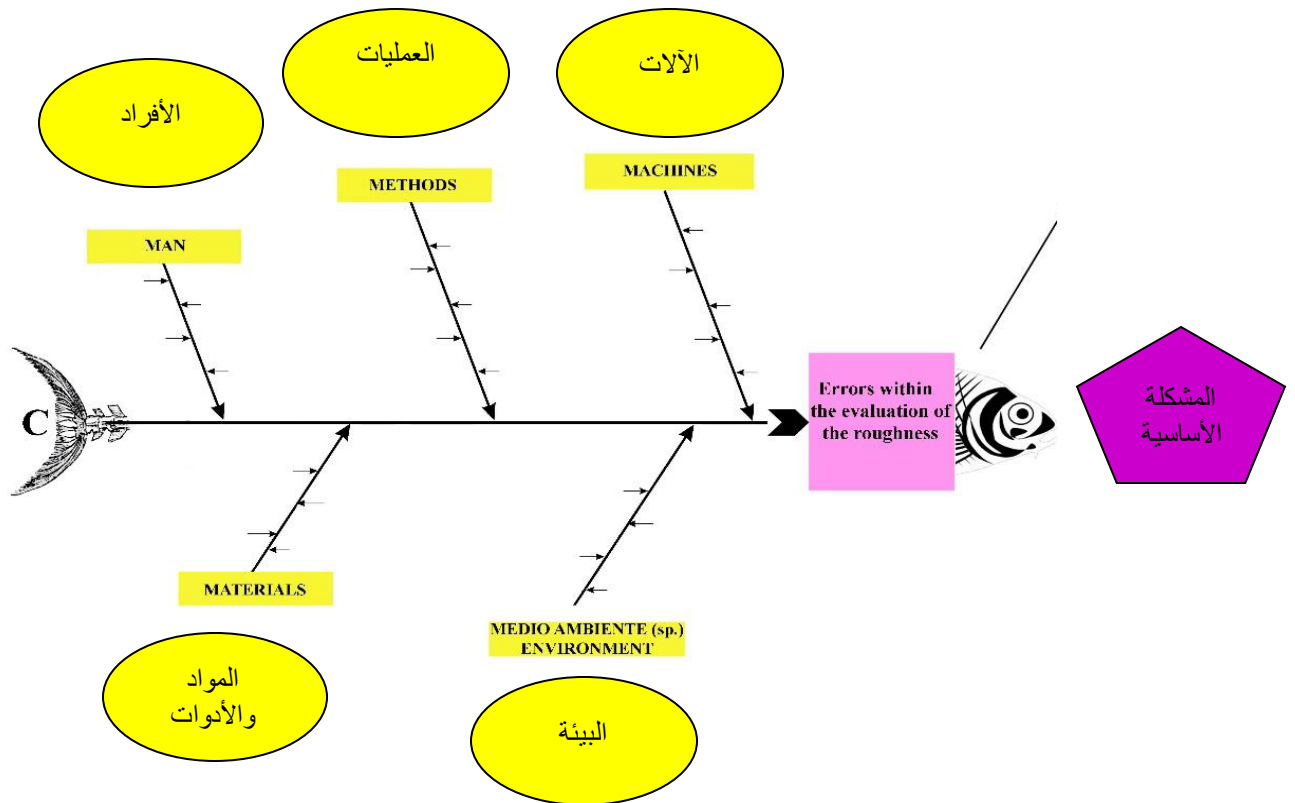 العمليات
الآلات
الأفراد
METHODS
MACHINES
MAN
C
Errors within
the evaluation of
the roughness
المشكلة
الأساسية
MATERIALS
MEDIO AMBIENTE (sp.)
ENVIRONMENT
المواد
والأدوات
البيئة